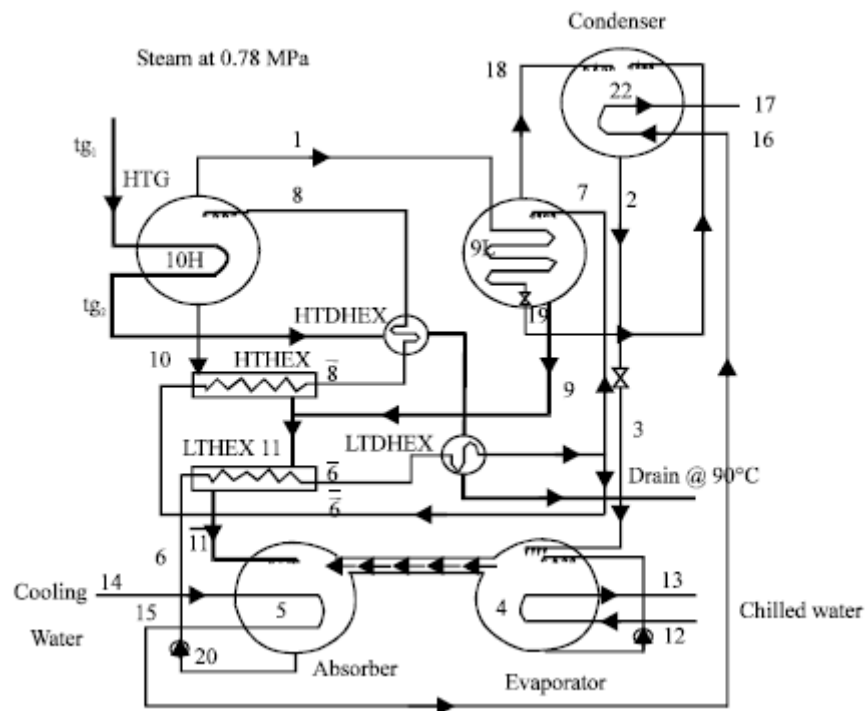 Condenser
Steam at 0.78 MPa
18
22
17
16
tg₁
1
HTG
8
7
2
10H
9L
tg₂
HTDHEX
19
10
HTHEX
8̅
9
LTDHEX
3
LTHEX 11
6̅
Drain @ 90°C
6̅
1̅1̅
6
14
13
Cooling
5
4
Chilled water
15
12
Water
20
Absorber
Evaporator